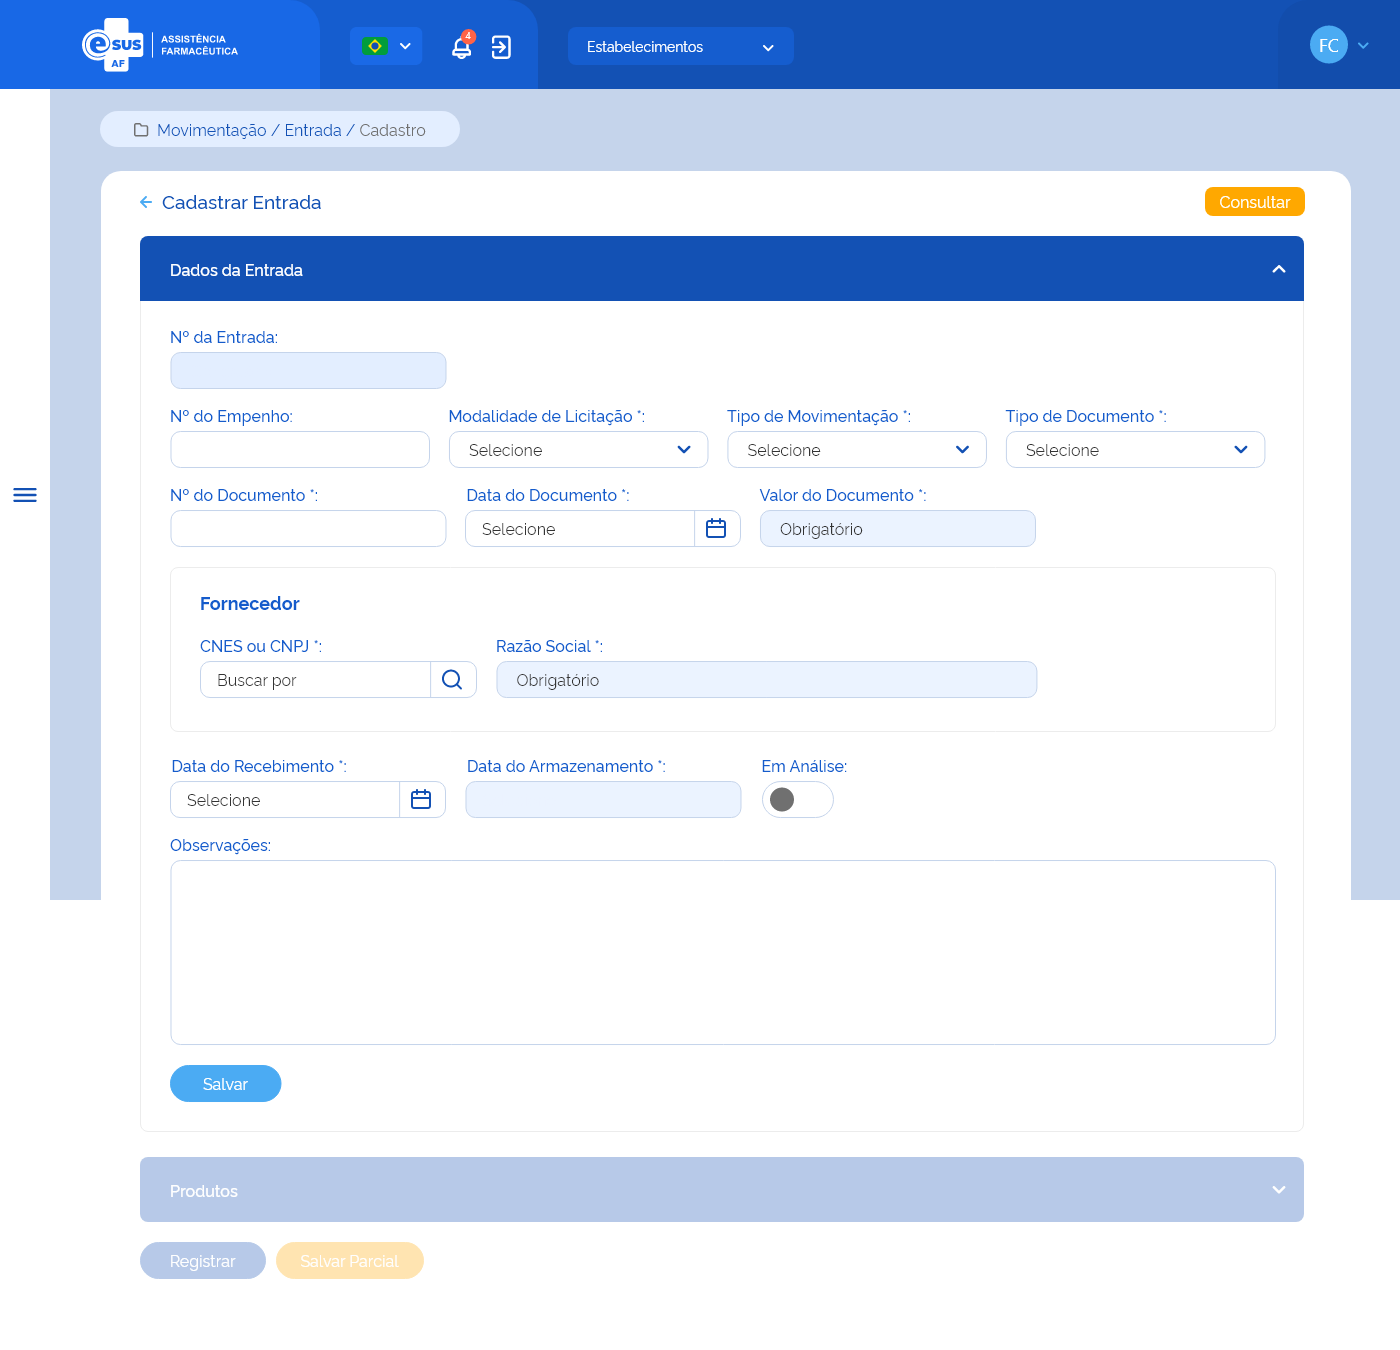 e sus AF
ASSISTÊNCIA
FARMACÊUTICA
4
Estabelecimentos
FC
Movimentação / Entrada / Cadastro
Cadastrar Entrada
Consultar
Dados da Entrada
Nº da Entrada:
Nº do Empenho: Modalidade de Licitação *: Tipo de Movimentação *: Tipo de Documento *:
Selecione Selecione Selecione
Nº do Documento *: Data do Documento *: Valor do Documento *:
Selecione Obrigatório
Fornecedor
CNES ou CNPJ *: Razão Social *:
Buscar por Obrigatório
Data do Recebimento *: Data do Armazenamento *: Em Análise:
Selecione
Observações:
Salvar
Produtos
Registrar Salvar Parcial